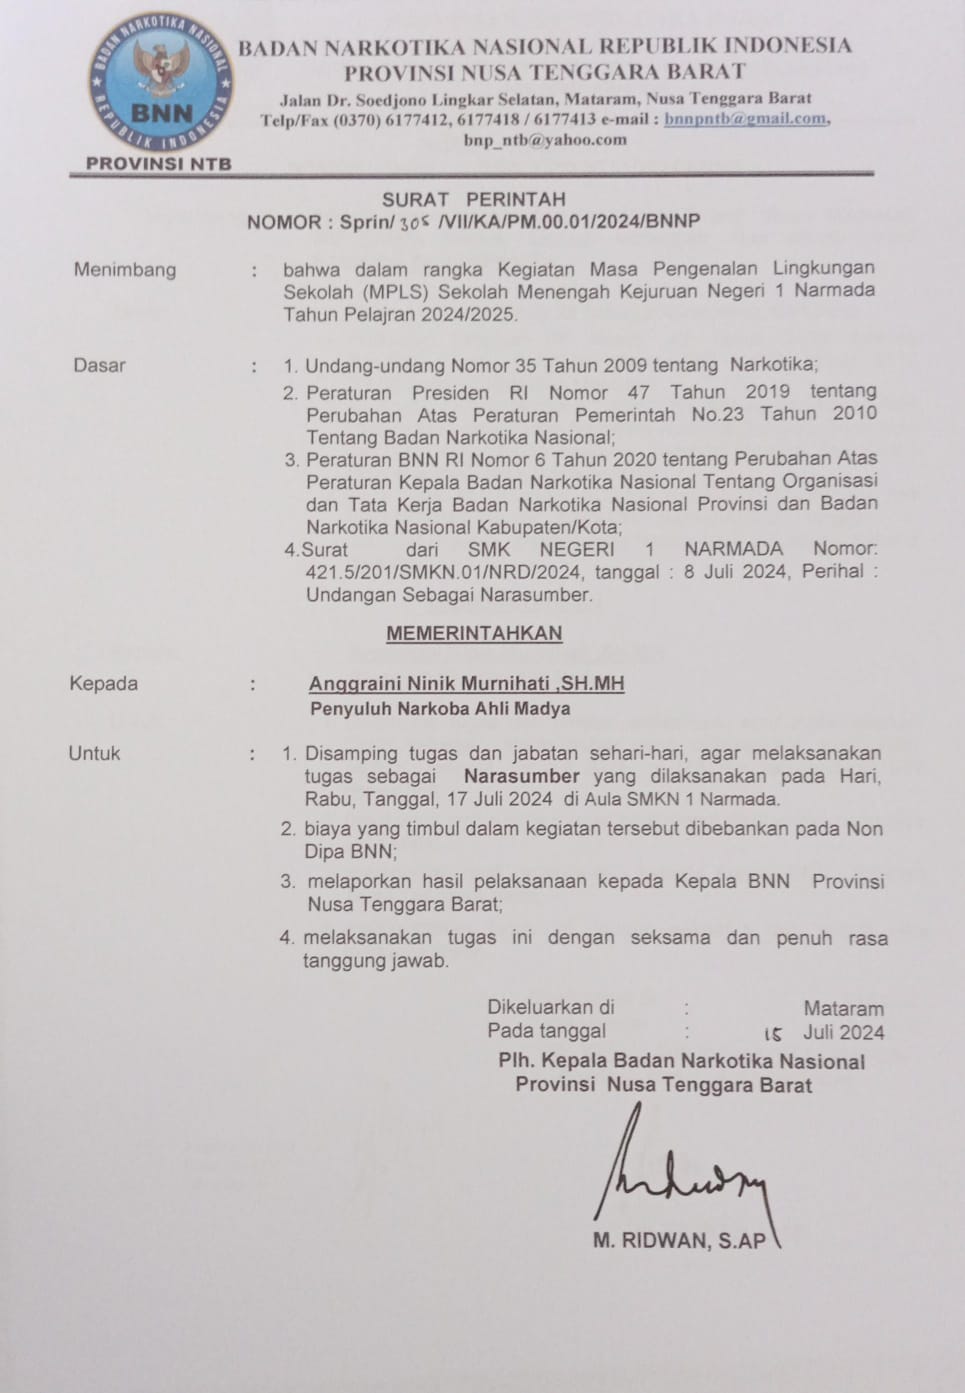 BADAN NARKOTIKA NASIONAL
REPUBLIK INDONESIA
BNN
PROVINSI NTB
BADAN NARKOTIKA NASIONAL REPUBLIK INDONESIA
PROVINSI NUSA TENGGARA BARAT
Jalan Dr. Soedjono Lingkar Selatan, Mataram, Nusa Tenggara Barat
Telp/Fax (0370) 6177412, 6177418 / 6177413 e-mail : bnnpntb@gmail.com,
bnp_ntb@yahoo.com
SURAT PERINTAH
NOMOR : Sprin/ 305 /VII/KA/PM.00.01/2024/BNNP
Menimbang : bahwa dalam rangka Kegiatan Masa Pengenalan Lingkungan
Sekolah (MPLS) Sekolah Menengah Kejuruan Negeri 1 Narmada
Tahun Pelajran 2024/2025.
Dasar : 1. Undang-undang Nomor 35 Tahun 2009 tentang Narkotika;
2. Peraturan Presiden RI Nomor 47 Tahun 2019 tentang
Perubahan Atas Peraturan Pemerintah No.23 Tahun 2010
Tentang Badan Narkotika Nasional;
3. Peraturan BNN RI Nomor 6 Tahun 2020 tentang Perubahan Atas
Peraturan Kepala Badan Narkotika Nasional Tentang Organisasi
dan Tata Kerja Badan Narkotika Nasional Provinsi dan Badan
Narkotika Nasional Kabupaten/Kota;
4.Surat dari SMK NEGERI 1 NARMADA Nomor:
421.5/201/SMKN.01/NRD/2024, tanggal : 8 Juli 2024, Perihal :
Undangan Sebagai Narasumber.
MEMERINTAHKAN
Kepada : Anggraini Ninik Murnihati ,SH.MH
Penyuluh Narkoba Ahli Madya
Untuk : 1. Disamping tugas dan jabatan sehari-hari, agar melaksanakan
tugas sebagai Narasumber yang dilaksanakan pada Hari,
Rabu, Tanggal, 17 Juli 2024 di Aula SMKN 1 Narmada.
2. biaya yang timbul dalam kegiatan tersebut dibebankan pada Non
Dipa BNN;
3. melaporkan hasil pelaksanaan kepada Kepala BNN Provinsi
Nusa Tenggara Barat;
4. melaksanakan tugas ini dengan seksama dan penuh rasa
tanggung jawab.
Dikeluarkan di : Mataram
Pada tanggal : 15 Juli 2024
Plh. Kepala Badan Narkotika Nasional
Provinsi Nusa Tenggara Barat
M. RIDWAN, S.AP